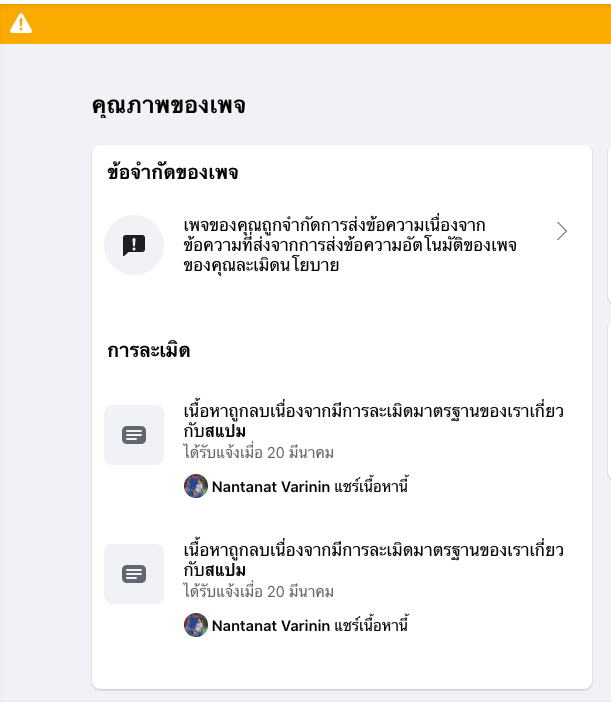 คุณภาพของเพจ
ข้อจำกัดของเพจ
เพจของคุณถูกจำกัดการส่งข้อความเนื่องจาก
ข้อความที่ส่งจากการส่งข้อความอัตโนมัติของเพจ
ของคุณละเมิดนโยบาย
การละเมิด
เนื้อหาถูกลบเนื่องจากมีการละเมิดมาตรฐานของเราเกี่ยว
กับสแปม
ได้รับแจ้งเมื่อ 20 มีนาคม
Nantanat Varinin แชร์เนื้อหานี้
เนื้อหาถูกลบเนื่องจากมีการละเมิดมาตรฐานของเราเกี่ยว
กับสแปม
ได้รับแจ้งเมื่อ 20 มีนาคม
Nantanat Varinin แชร์เนื้อหานี้